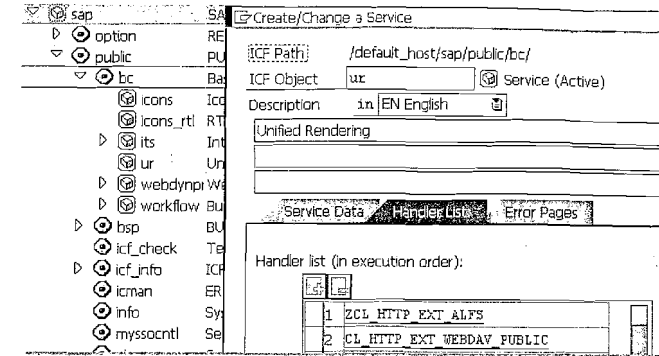 sap SA
option RE
public PU
bc Ba
icons Ico
icons_rtl RT
its Int
ur Un
webdynpr We
workflow Bu
bsp BU
icf_check Te
icf_info ICF
icman ER
info Sy
myssocntl Se
Create/Change a Service
ICF Path /default_host/sap/public/bc/
ICF Object ur Service (Active)
Description in EN English
Unified Rendering
Service Data Handler List Error Pages
Handler list (in execution order):
1 ZCL_HTTP_EXT_ALFS
2 CL_HTTP_EXT_WEBDAV_PUBLIC